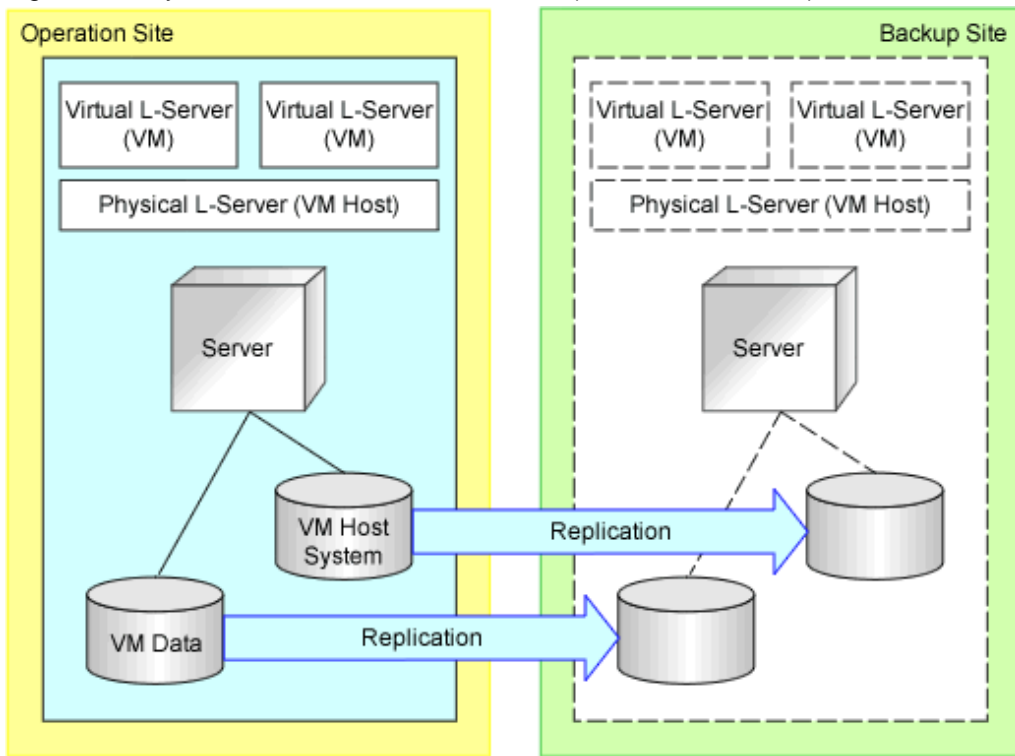 Operation Site
Backup Site
Virtual L-Server
(VM)
Virtual L-Server
(VM)
Virtual L-Server
(VM)
Virtual L-Server
(VM)
Physical L-Server (VM Host)
Physical L-Server (VM Host)
Server
Server
VM Host
System
Replication
VM Data
Replication